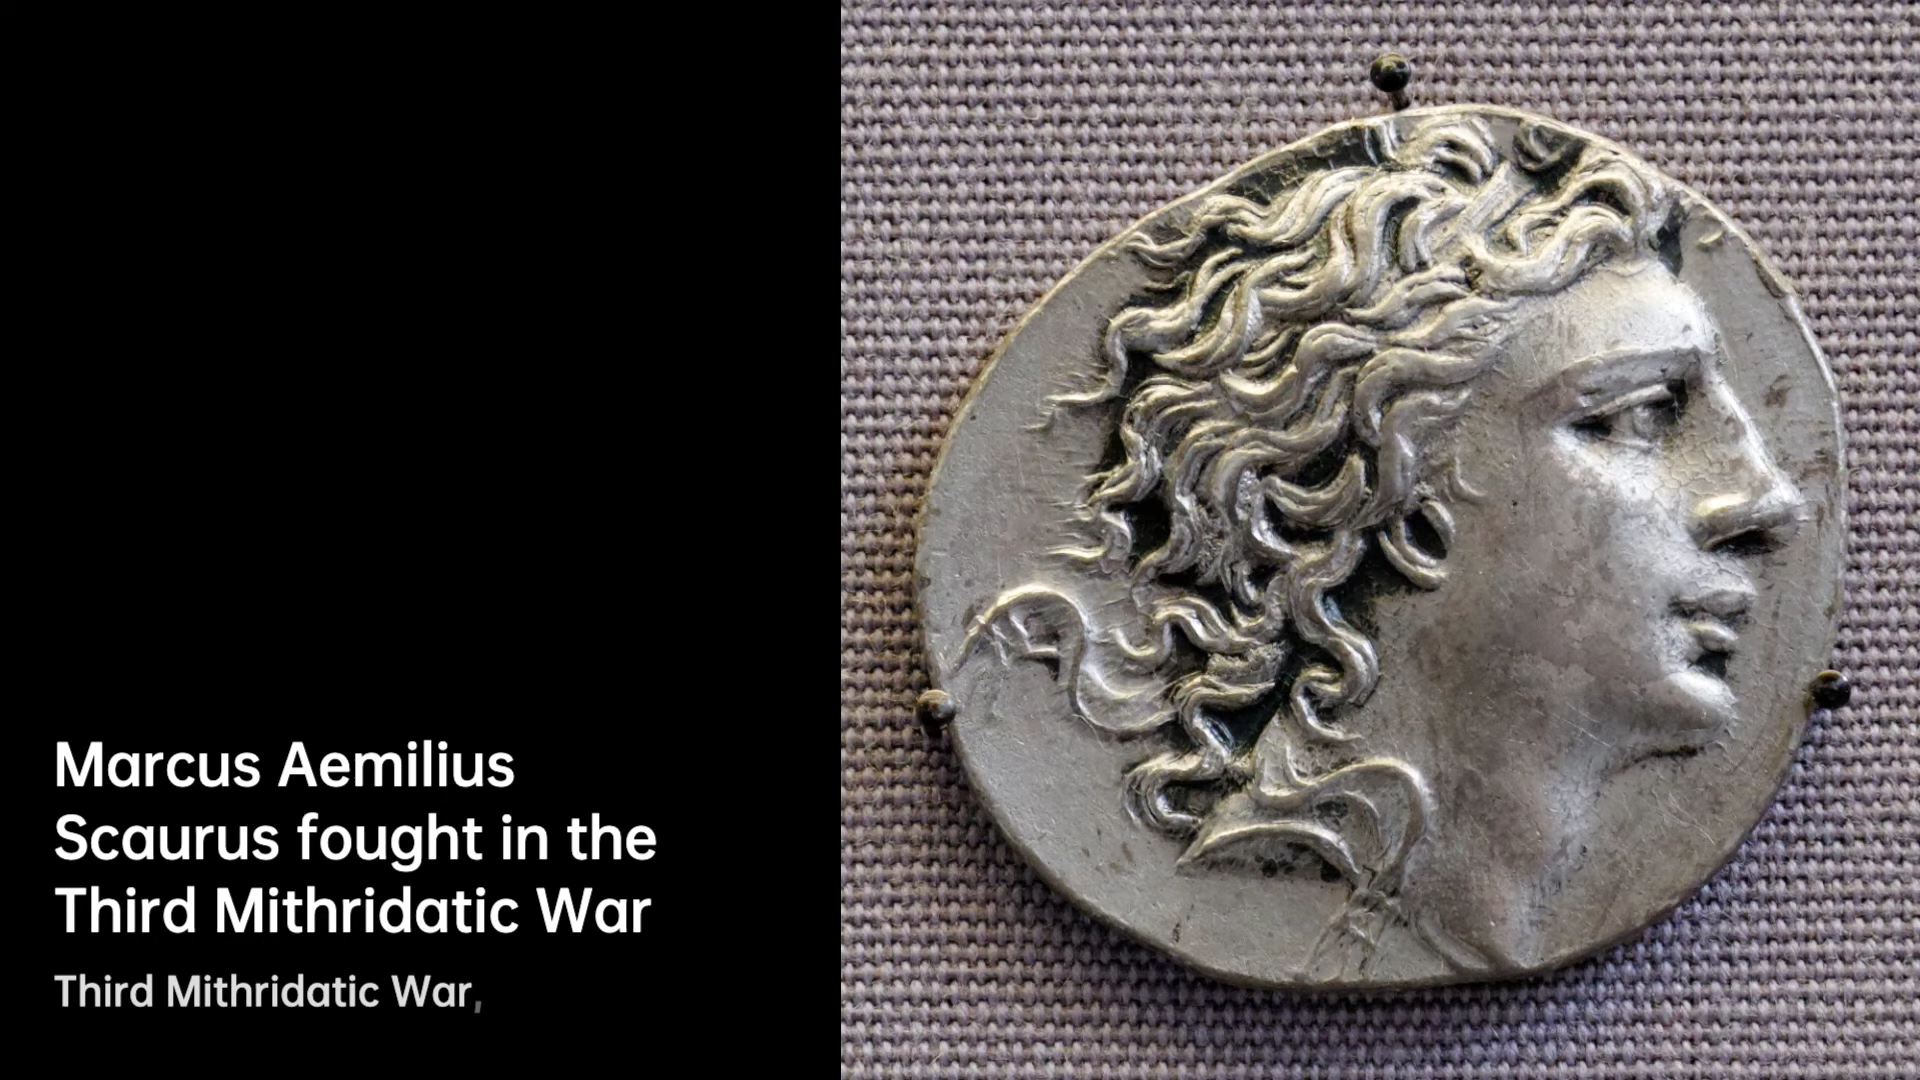 Marcus Aemilius
Scaurus fought in the
Third Mithridatic War
Third Mithridatic War,